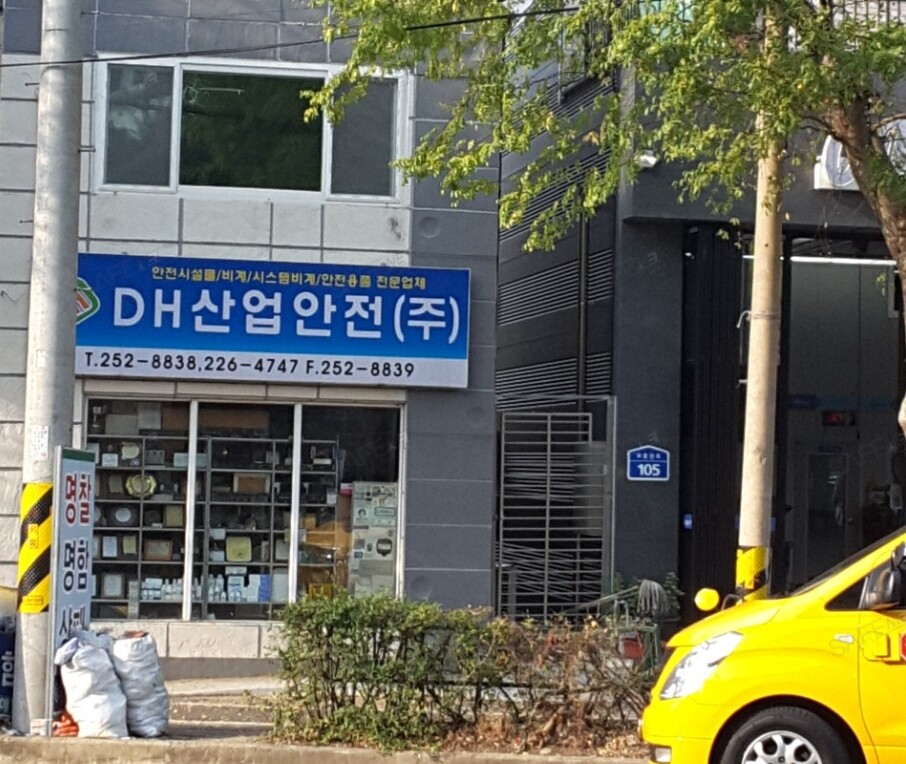 안전시설물/비계/시스템비계/안전용품 전문업체
DH산업안전(주)
T.252-8838,226-4747 F.252-8839
명찰
명함
105